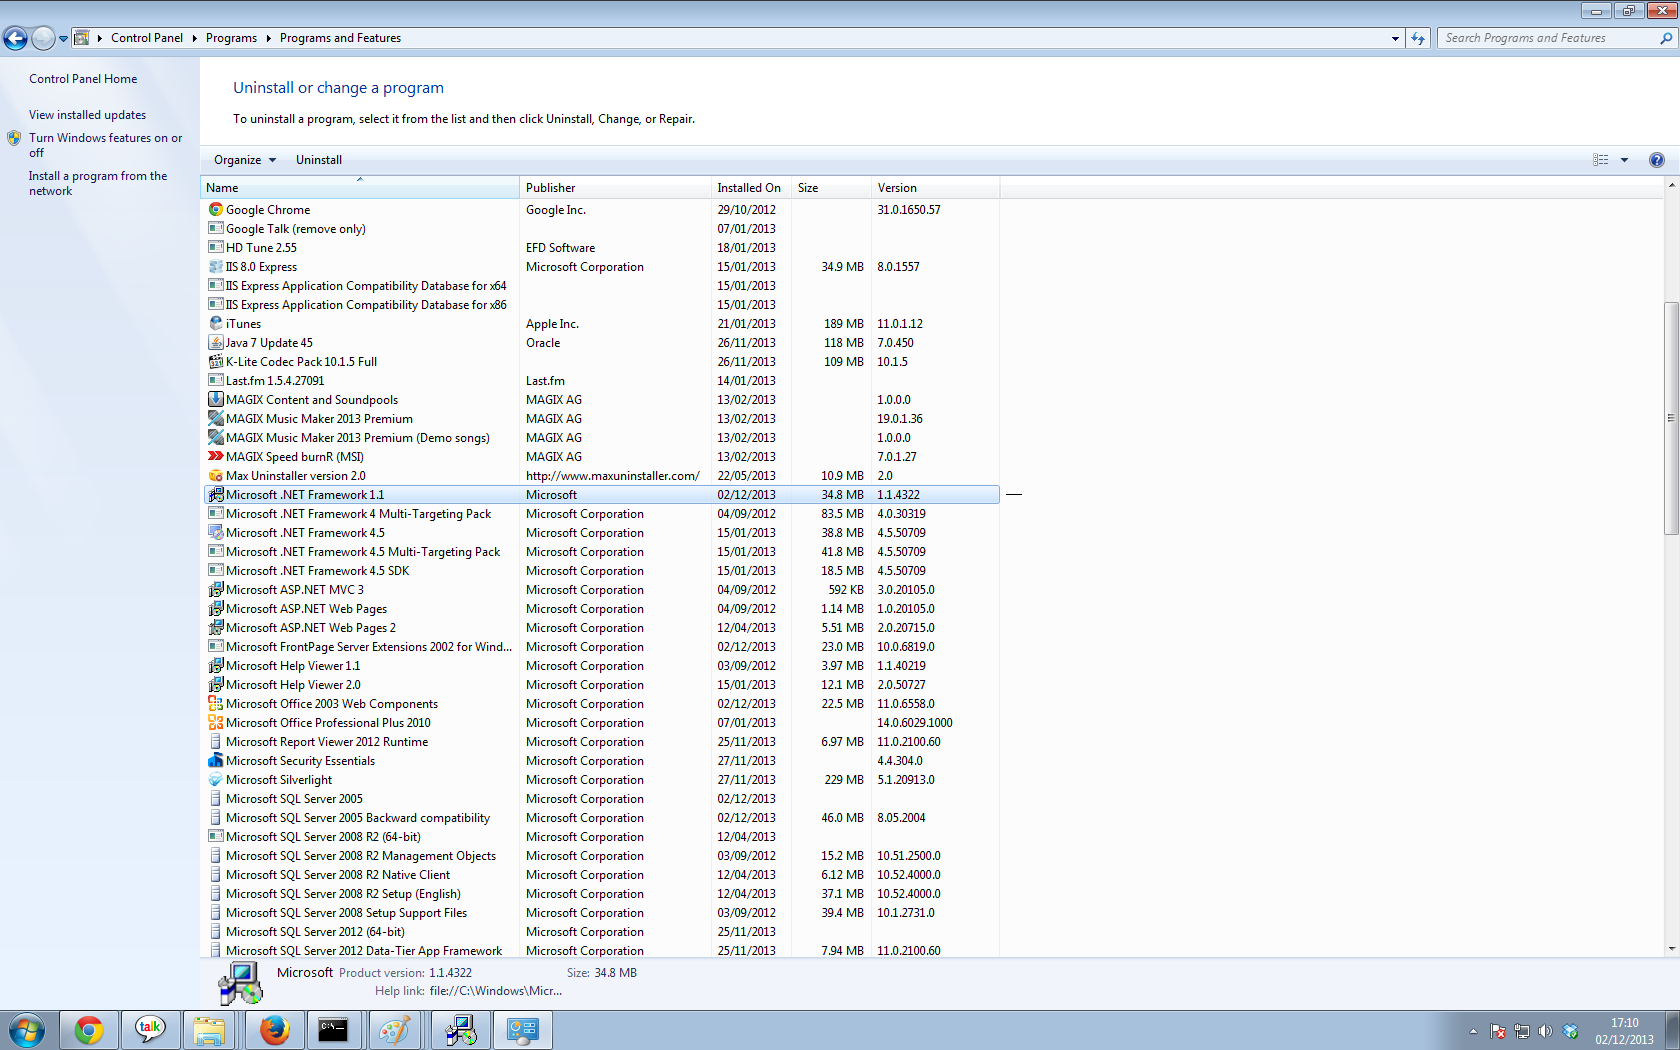 Control Panel
Programs
Programs and Features
Search Programs and Features
Control Panel Home
View installed updates
Turn Windows features on or
off
Install a program from the
network
Uninstall or change a program
To uninstall a program, select it from the list and then click Uninstall, Change, or Repair.
Organize Uninstall
Name Publisher Installed On Size Version
Google Chrome Google Inc. 29/10/2012 31.0.1650.57
Google Talk (remove only) 07/01/2013
HD Tune 2.55 EFD Software 18/01/2013
IIS 8.0 Express Microsoft Corporation 15/01/2013 34.9 MB 8.0.1557
IIS Express Application Compatibility Database for x64 15/01/2013
IIS Express Application Compatibility Database for x86 15/01/2013
iTunes Apple Inc. 21/01/2013 189 MB 11.0.1.12
Java 7 Update 45 Oracle 26/11/2013 118 MB 7.0.450
K-Lite Codec Pack 10.1.5 Full 26/11/2013 109 MB 10.1.5
Last.fm 1.5.4.27091 Last.fm 14/01/2013
MAGIX Content and Soundpools MAGIX AG 13/02/2013 1.0.0.0
MAGIX Music Maker 2013 Premium MAGIX AG 13/02/2013 19.0.1.36
MAGIX Music Maker 2013 Premium (Demo songs) MAGIX AG 13/02/2013 1.0.0.0
MAGIX Speed burnR (MSI) MAGIX AG 13/02/2013 7.0.1.27
Max Uninstaller version 2.0 http://www.maxuninstaller.com/ 22/05/2013 10.9 MB 2.0
Microsoft .NET Framework 1.1 Microsoft 02/12/2013 34.8 MB 1.1.4322
Microsoft .NET Framework 4 Multi-Targeting Pack Microsoft Corporation 04/09/2012 83.5 MB 4.0.30319
Microsoft .NET Framework 4.5 Microsoft Corporation 15/01/2013 38.8 MB 4.5.50709
Microsoft .NET Framework 4.5 Multi-Targeting Pack Microsoft Corporation 15/01/2013 41.8 MB 4.5.50709
Microsoft .NET Framework 4.5 SDK Microsoft Corporation 15/01/2013 18.5 MB 4.5.50709
Microsoft ASP.NET MVC 3 Microsoft Corporation 04/09/2012 592 KB 3.0.20105.0
Microsoft ASP.NET Web Pages Microsoft Corporation 04/09/2012 1.14 MB 1.0.20105.0
Microsoft ASP.NET Web Pages 2 Microsoft Corporation 12/04/2013 5.51 MB 2.0.20715.0
Microsoft FrontPage Server Extensions 2002 for Wind... Microsoft Corporation 02/12/2013 23.0 MB 10.0.6819.0
Microsoft Help Viewer 1.1 Microsoft Corporation 03/09/2012 3.97 MB 1.1.40219
Microsoft Help Viewer 2.0 Microsoft Corporation 15/01/2013 12.1 MB 2.0.50727
Microsoft Office 2003 Web Components Microsoft Corporation 02/12/2013 22.5 MB 11.0.6558.0
Microsoft Office Professional Plus 2010 Microsoft Corporation 07/01/2013 14.0.6029.1000
Microsoft Report Viewer 2012 Runtime Microsoft Corporation 25/11/2013 6.97 MB 11.0.2100.60
Microsoft Security Essentials Microsoft Corporation 27/11/2013 4.4.304.0
Microsoft Silverlight Microsoft Corporation 27/11/2013 229 MB 5.1.20913.0
Microsoft SQL Server 2005 Microsoft Corporation 02/12/2013
Microsoft SQL Server 2005 Backward compatibility Microsoft Corporation 02/12/2013 46.0 MB 8.05.2004
Microsoft SQL Server 2008 R2 (64-bit) Microsoft Corporation 12/04/2013
Microsoft SQL Server 2008 R2 Management Objects Microsoft Corporation 03/09/2012 15.2 MB 10.51.2500.0
Microsoft SQL Server 2008 R2 Native Client Microsoft Corporation 12/04/2013 6.12 MB 10.52.4000.0
Microsoft SQL Server 2008 R2 Setup (English) Microsoft Corporation 12/04/2013 37.1 MB 10.52.4000.0
Microsoft SQL Server 2008 Setup Support Files Microsoft Corporation 03/09/2012 39.4 MB 10.1.2731.0
Microsoft SQL Server 2012 (64-bit) Microsoft Corporation 25/11/2013
Microsoft SQL Server 2012 Data-Tier App Framework Microsoft Corporation 25/11/2013 7.94 MB 11.0.2100.60
Microsoft Product version: 1.1.4322 Size: 34.8 MB
Help link: file://C:\Windows\Micr...
talk
C:\_
17:10
02/12/2013